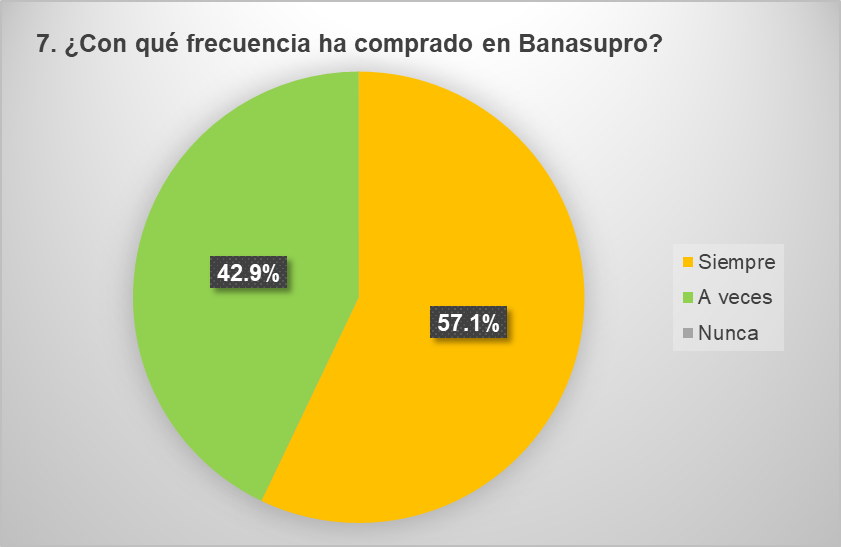 7. ¿Con qué frecuencia ha comprado en Banasupro?
42.9%
57.1%
Siempre
A veces
Nunca